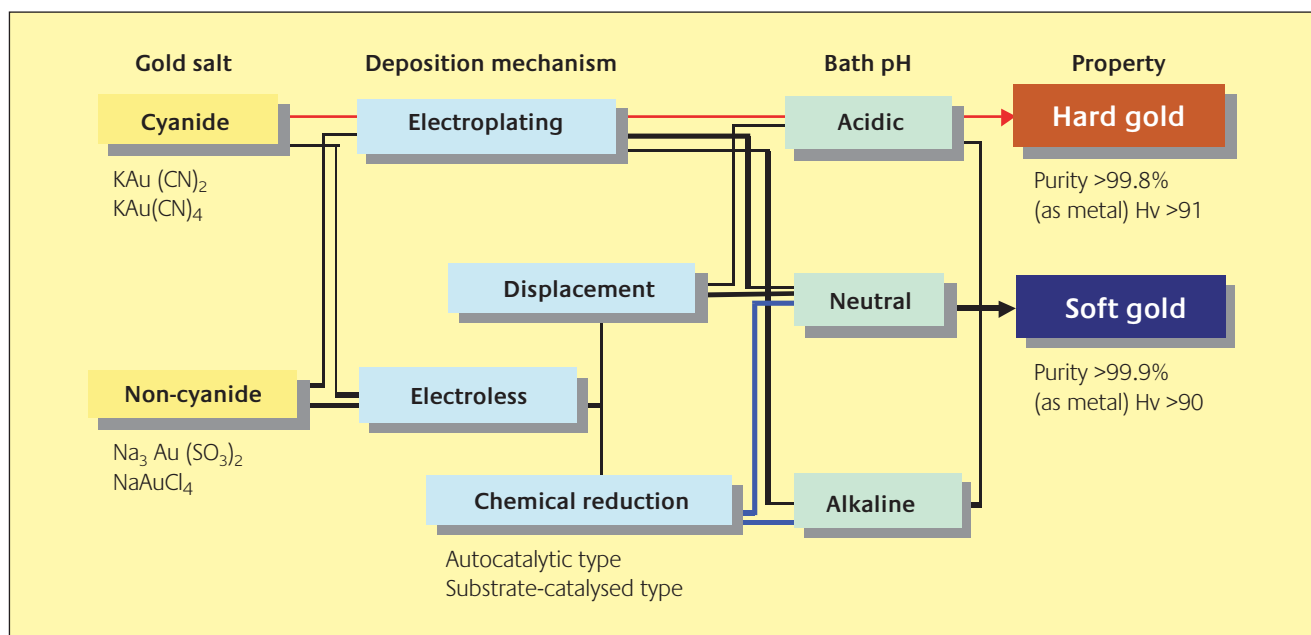 Gold salt
Deposition mechanism
Bath pH
Property
Cyanide
Electroplating
Acidic
Hard gold
KAu (CN)₂
KAu(CN)₄
Purity >99.8%
(as metal) Hv >91
Displacement
Neutral
Soft gold
Non-cyanide
Electroless
Purity >99.9%
(as metal) Hv >90
Na₃ Au (SO₃)₂
NaAuCl₄
Chemical reduction
Alkaline
Autocatalytic type
Substrate-catalysed type